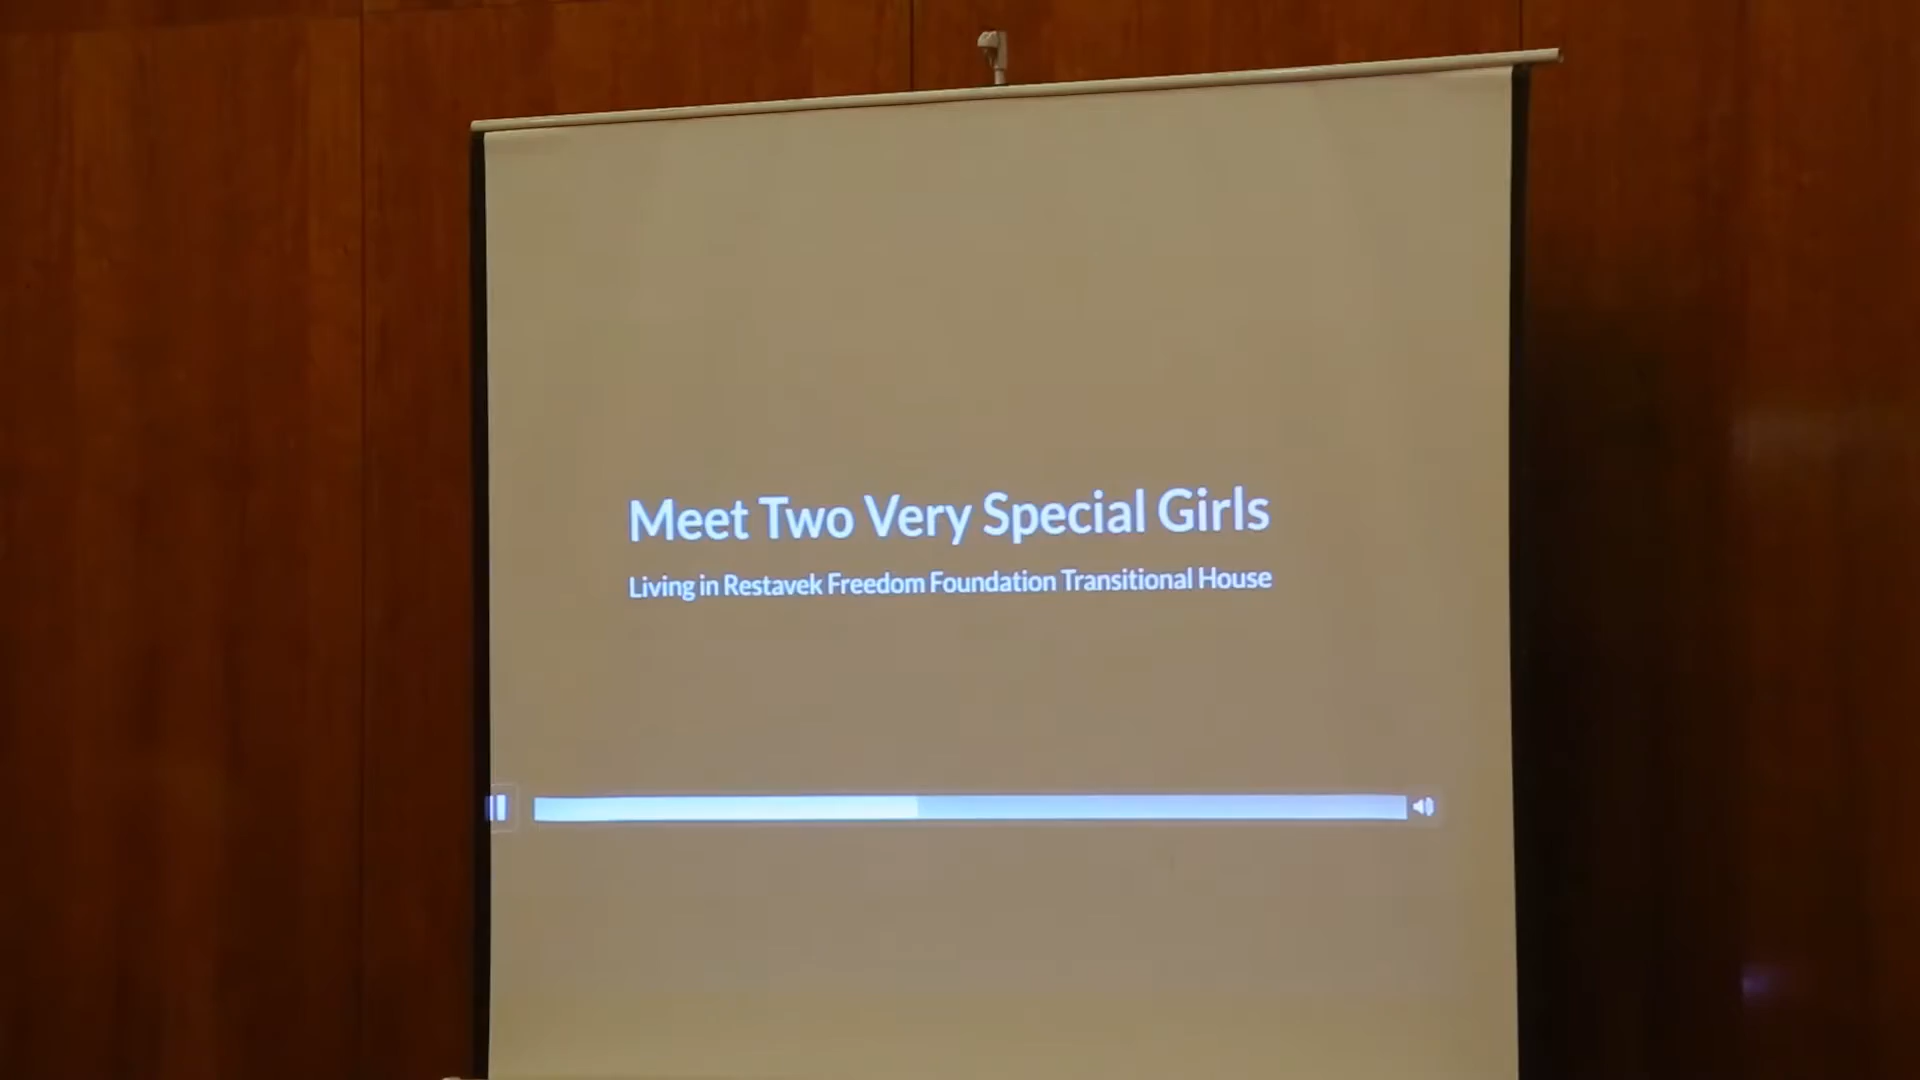 Meet Two Very Special Girls
Living in Restavek Freedom Foundation Transitional House